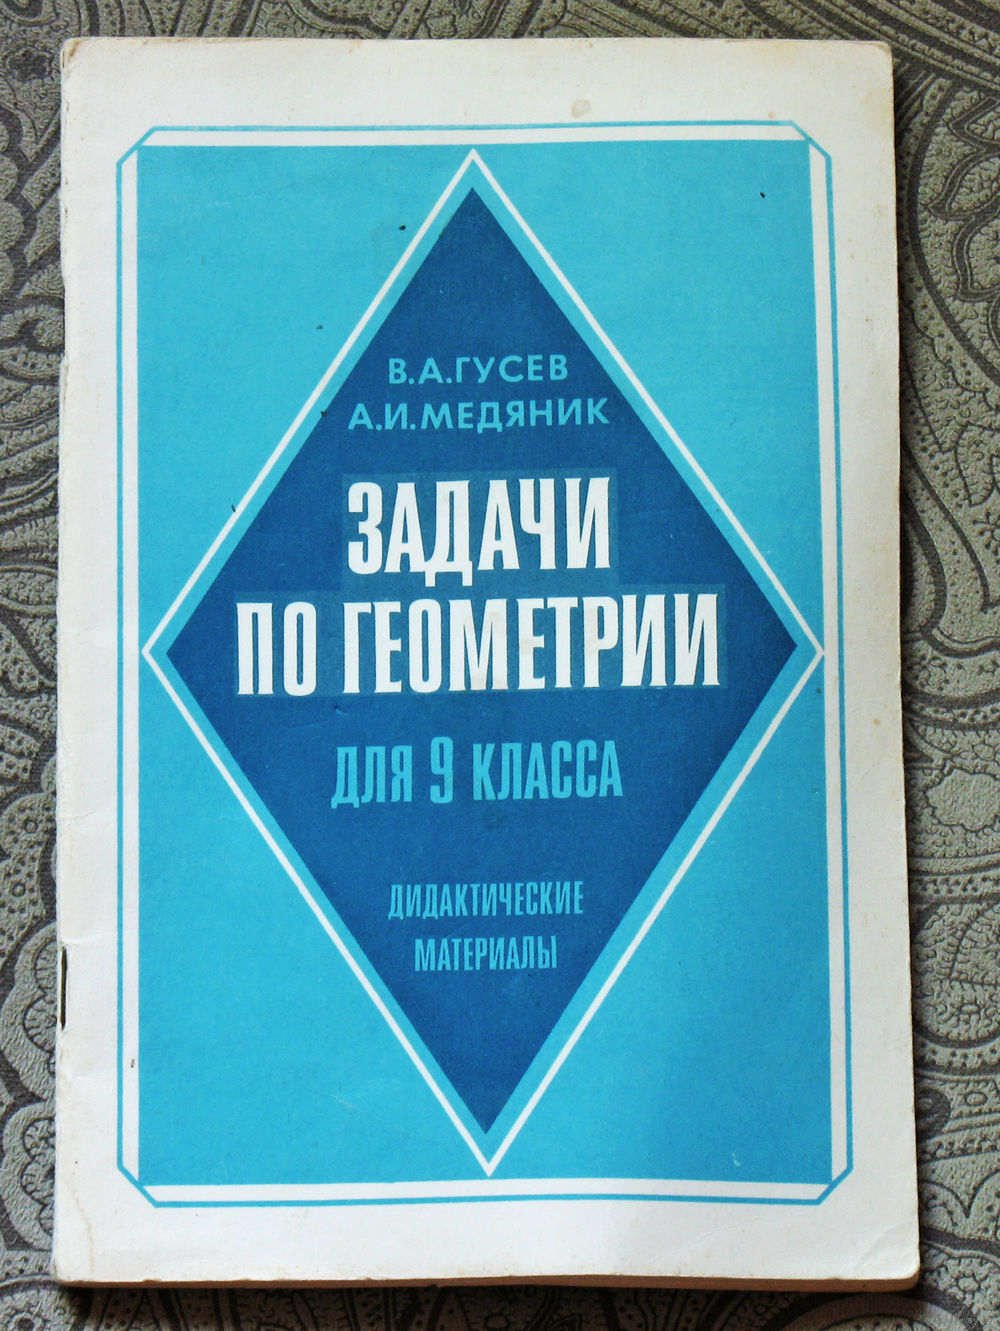 В.А.ГУСЕВ
А.И.МЕДЯНИК
ЗАДАЧИ
ПО ГЕОМЕТРИИ
ДЛЯ 9 КЛАССА
ДИДАКТИЧЕСКИЕ
МАТЕРИАЛЫ